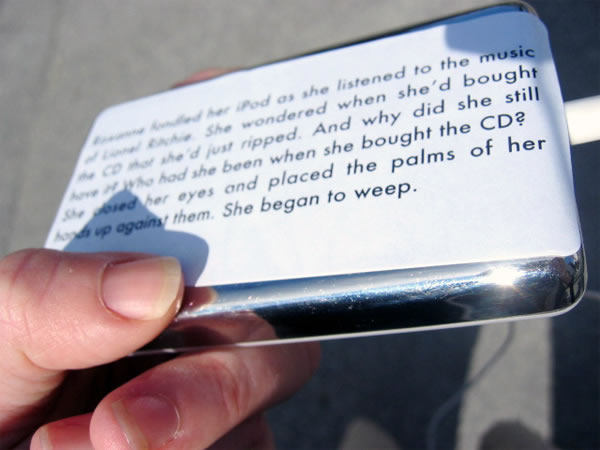 Roxanne fondled her iPod as she listened to the music
of Lionel Ritchie. She wondered when she'd bought
the CD that she'd just ripped. And why did she still
have it? Who had she been when she bought the CD?
She closed her eyes and placed the palms of her
hands up against them. She began to weep.